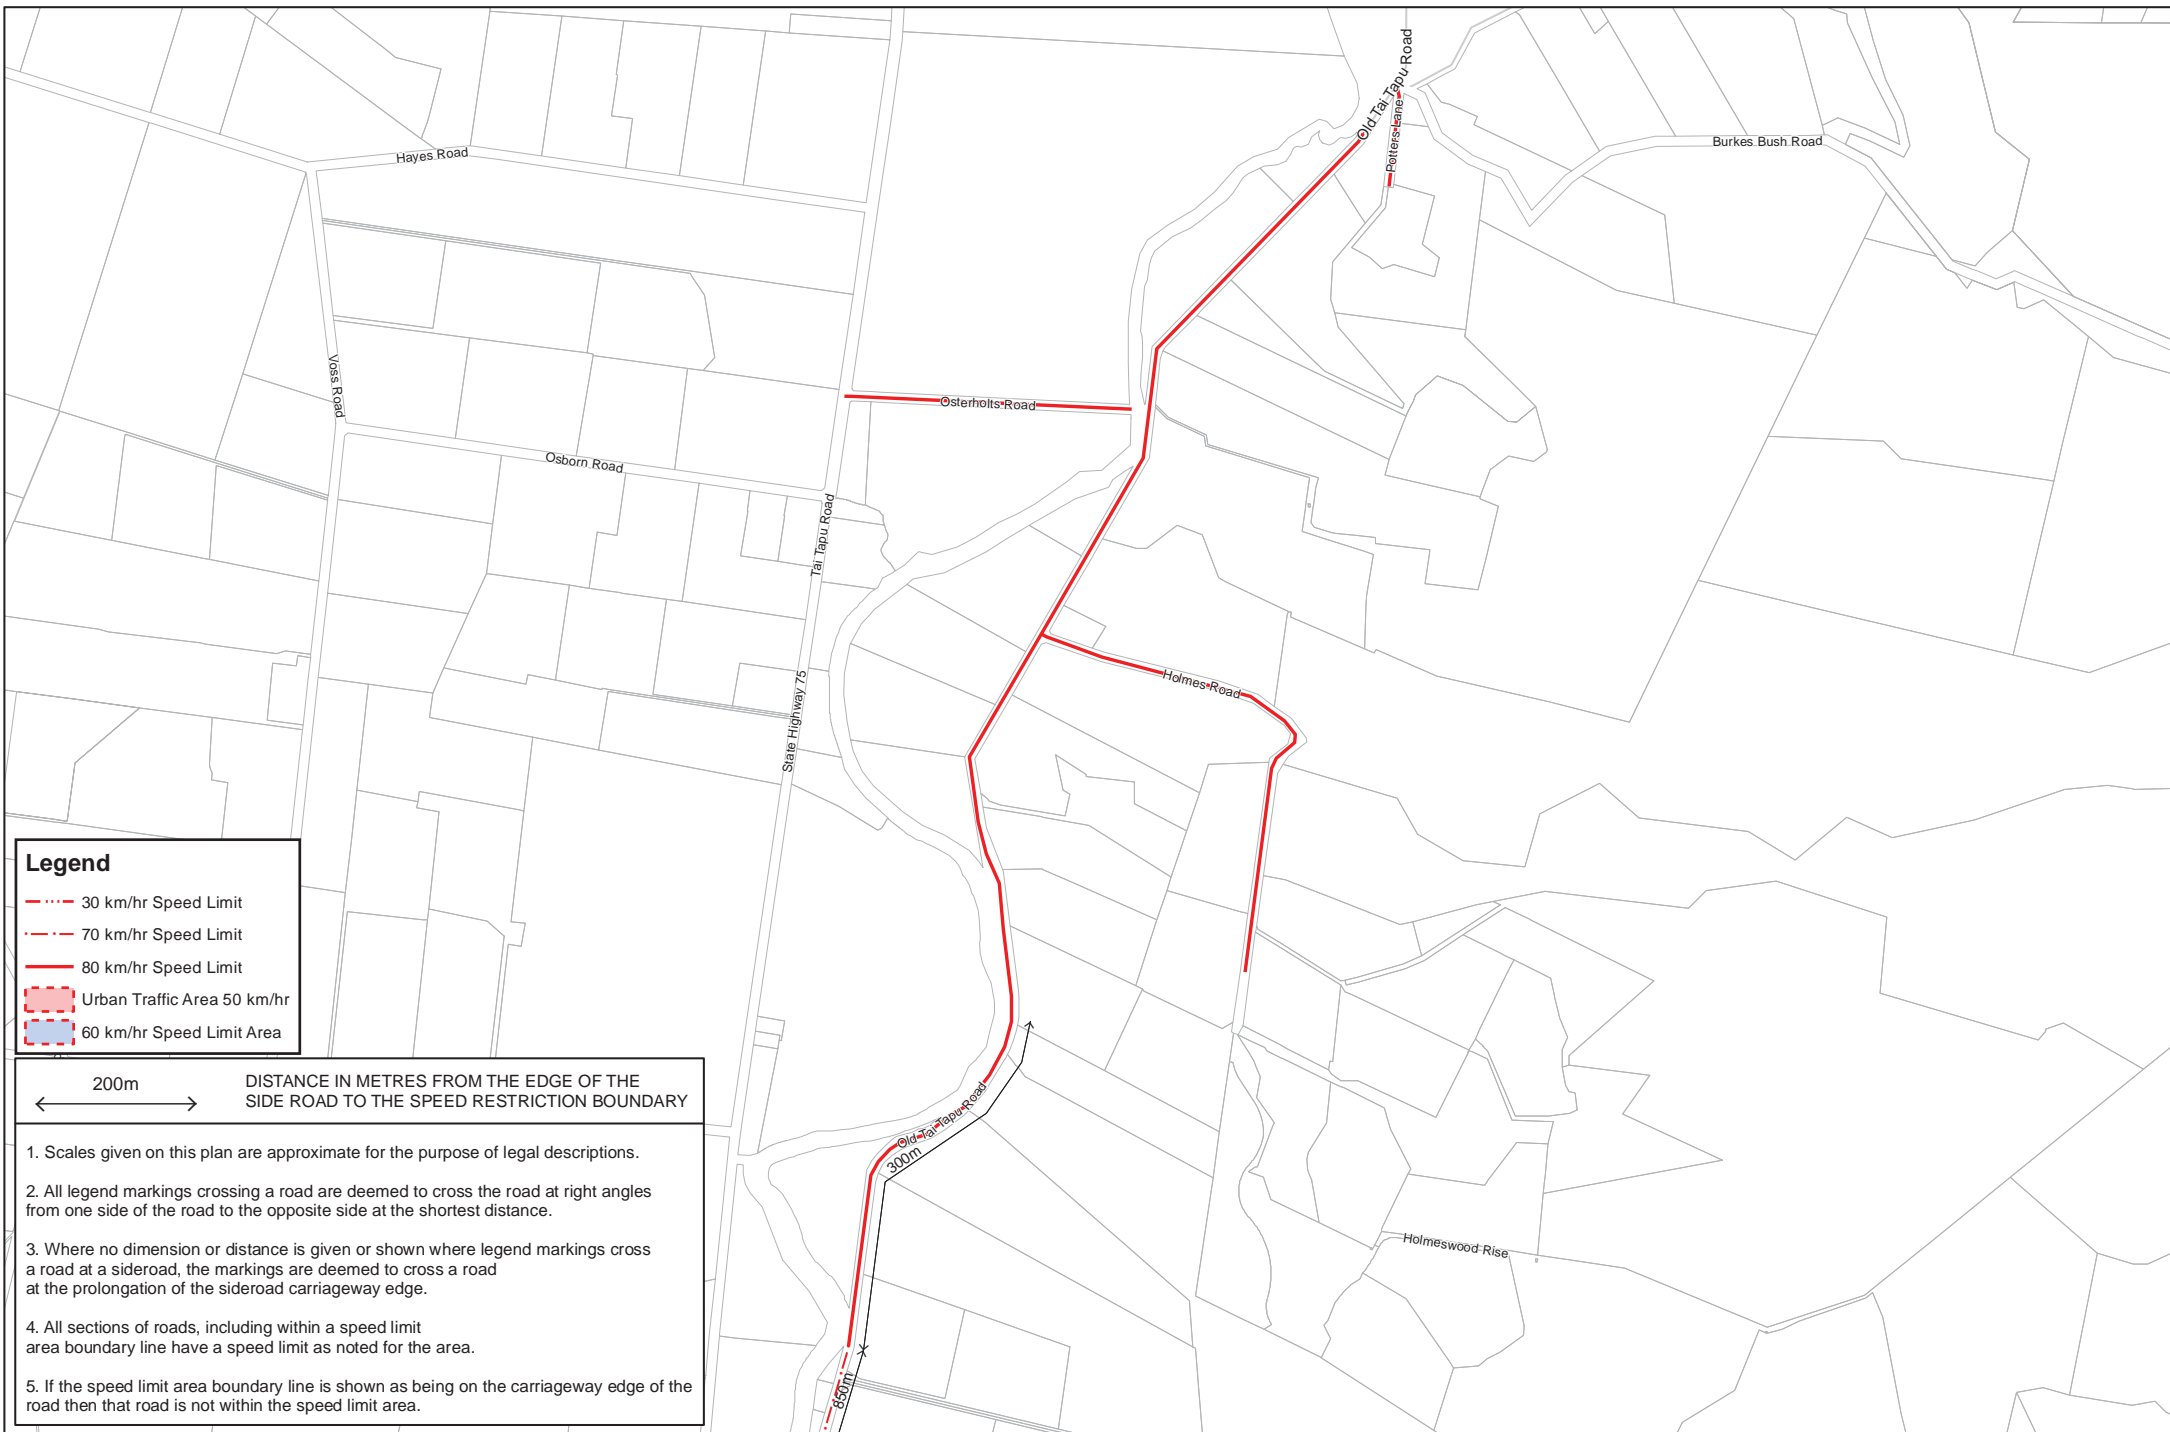 Old Tai Tapu Road
Potters Lane
Burkes Bush Road
Hayes Road
Voss Road
Osterholts Road
Osborn Road
Tai Tapu Road
State Highway 75
Holmes Road
Old Tai Tapu Road
300m
850m
Holmeswood Rise
Legend
30 km/hr Speed Limit
70 km/hr Speed Limit
80 km/hr Speed Limit
Urban Traffic Area 50 km/hr
60 km/hr Speed Limit Area
200m
DISTANCE IN METRES FROM THE EDGE OF THE
SIDE ROAD TO THE SPEED RESTRICTION BOUNDARY
1. Scales given on this plan are approximate for the purpose of legal descriptions.
2. All legend markings crossing a road are deemed to cross the road at right angles
from one side of the road to the opposite side at the shortest distance.
3. Where no dimension or distance is given or shown where legend markings cross
a road at a sideroad, the markings are deemed to cross a road
at the prolongation of the sideroad carriageway edge.
4. All sections of roads, including within a speed limit
area boundary line have a speed limit as noted for the area.
5. If the speed limit area boundary line is shown as being on the carriageway edge of the
road then that road is not within the speed limit area.